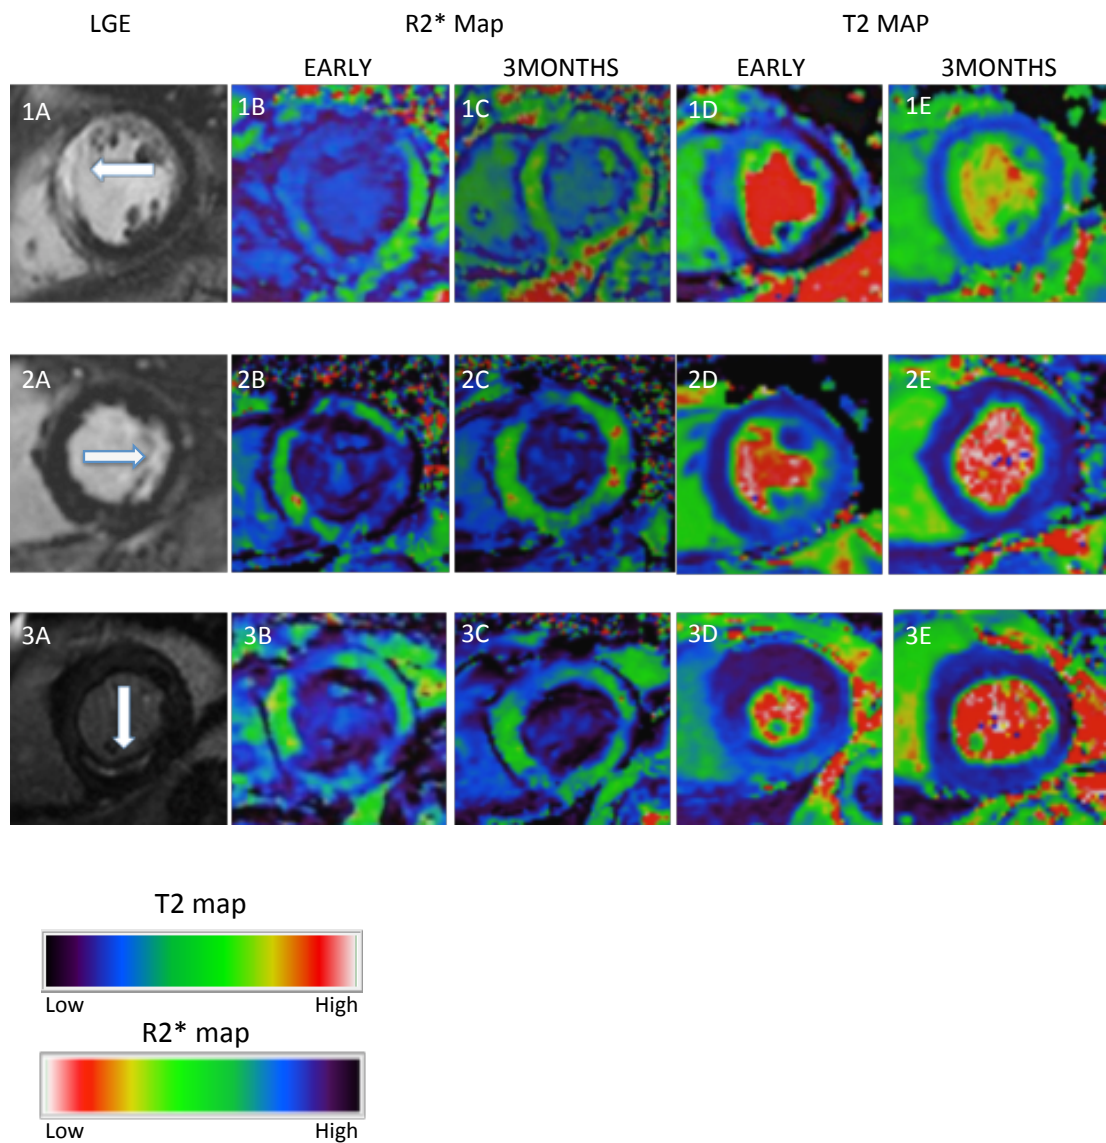 LGE R2* Map T2 MAP
EARLY 3MONTHS EARLY 3MONTHS
1A 1B 1C 1D 1E
2A 2B 2C 2D 2E
3A 3B 3C 3D 3E
T2 map
Low High
R2* map
Low High